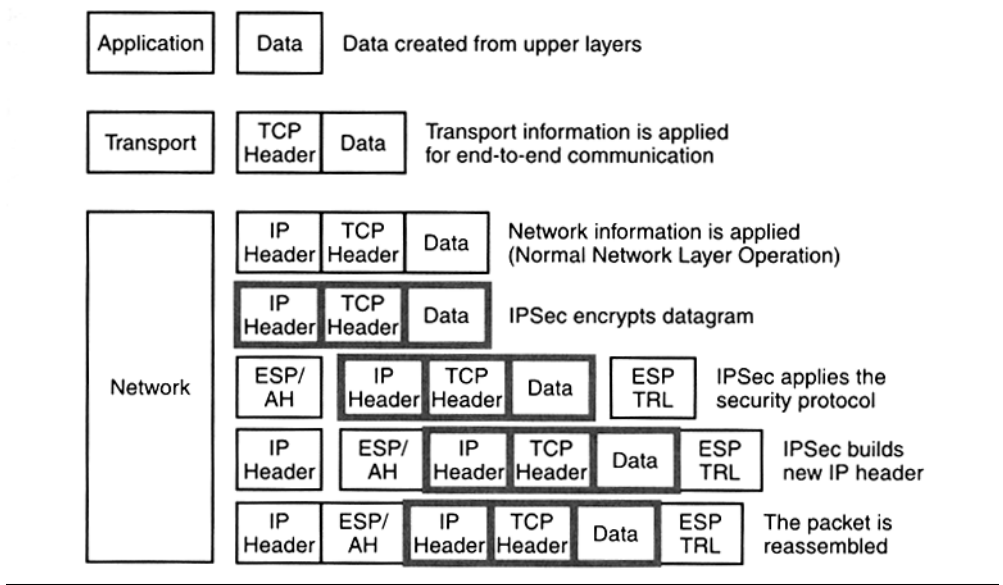 Application
Data
Data created from upper layers
Transport
TCP
Header
Data
Transport information is applied
for end-to-end communication
Network
IP
Header
TCP
Header
Data
Network information is applied
(Normal Network Layer Operation)
IP
Header
TCP
Header
Data
IPSec encrypts datagram
ESP/
AH
IP
Header
TCP
Header
Data
ESP
TRL
IPSec applies the
security protocol
IP
Header
ESP/
AH
IP
Header
TCP
Header
Data
ESP
TRL
IPSec builds
new IP header
IP
Header
ESP/
AH
IP
Header
TCP
Header
Data
ESP
TRL
The packet is
reassembled